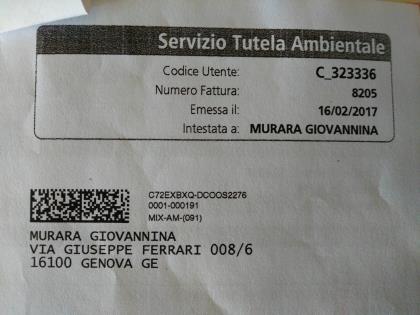 Servizio Tutela Ambientale
Codice Utente: C_323336
Numero Fattura: 8205
Emessa il: 16/02/2017
Intestata a: MURARA GIOVANNINA
C72EXBXQ-DCOOS2276
0001-000191
MIX-AM-(091)
MURARA GIOVANNINA
VIA GIUSEPPE FERRARI 008/6
16100 GENOVA GE